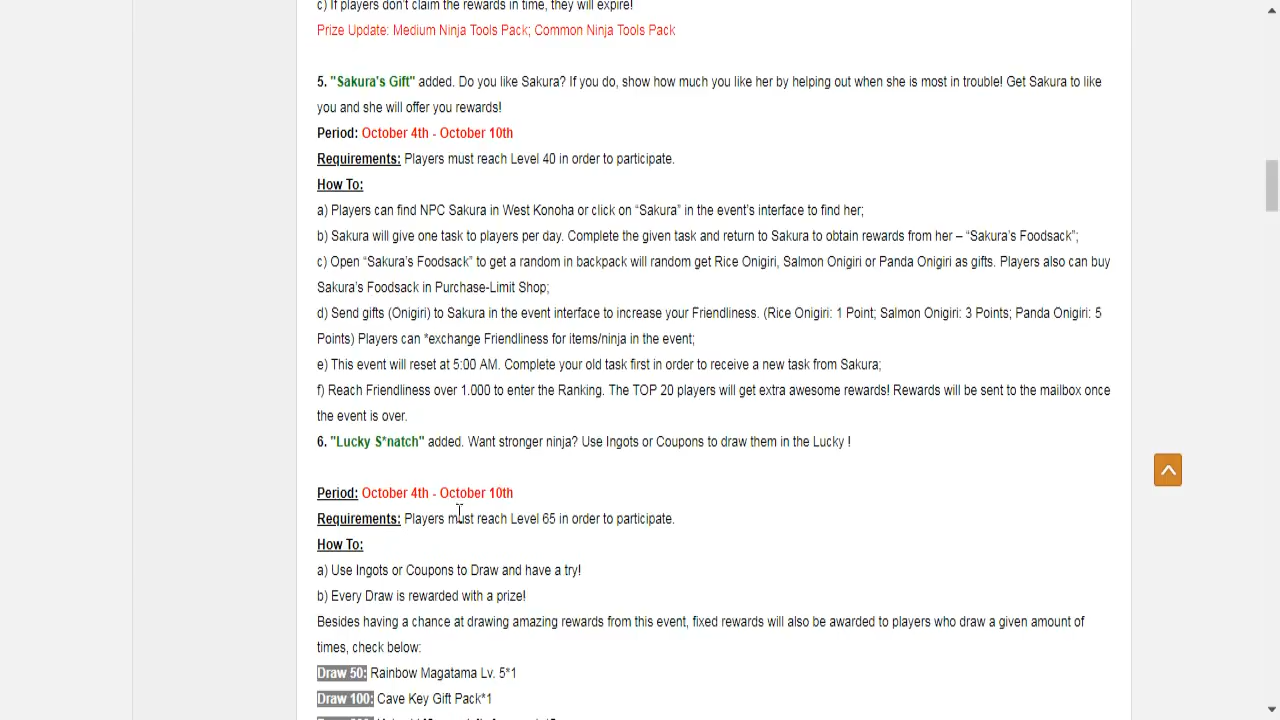 c) If players don't claim the rewards in time, they will expire!
Prize Update: Medium Ninja Tools Pack; Common Ninja Tools Pack
5. "Sakura's Gift" added. Do you like Sakura? If you do, show how much you like her by helping out when she is most in trouble! Get Sakura to like
you and she will offer you rewards!
Period: October 4th - October 10th
Requirements: Players must reach Level 40 in order to participate.
How To:
a) Players can find NPC Sakura in West Konoha or click on “Sakura” in the event's interface to find her;
b) Sakura will give one task to players per day. Complete the given task and return to Sakura to obtain rewards from her – “Sakura's Foodsack”;
c) Open “Sakura's Foodsack” to get a random in backpack will random get Rice Onigiri, Salmon Onigiri or Panda Onigiri as gifts. Players also can buy
Sakura's Foodsack in Purchase-Limit Shop;
d) Send gifts (Onigiri) to Sakura in the event interface to increase your Friendliness. (Rice Onigiri: 1 Point; Salmon Onigiri: 3 Points; Panda Onigiri: 5
Points) Players can *exchange Friendliness for items/ninja in the event;
e) This event will reset at 5:00 AM. Complete your old task first in order to receive a new task from Sakura;
f) Reach Friendliness over 1.000 to enter the Ranking. The TOP 20 players will get extra awesome rewards! Rewards will be sent to the mailbox once
the event is over.
6. "Lucky S*natch" added. Want stronger ninja? Use Ingots or Coupons to draw them in the Lucky !
Period: October 4th - October 10th
Requirements: Players must reach Level 65 in order to participate.
How To:
a) Use Ingots or Coupons to Draw and have a try!
b) Every Draw is rewarded with a prize!
Besides having a chance at drawing amazing rewards from this event, fixed rewards will also be awarded to players who draw a given amount of
times, check below:
Draw 50: Rainbow Magatama Lv. 5*1
Draw 100: Cave Key Gift Pack*1